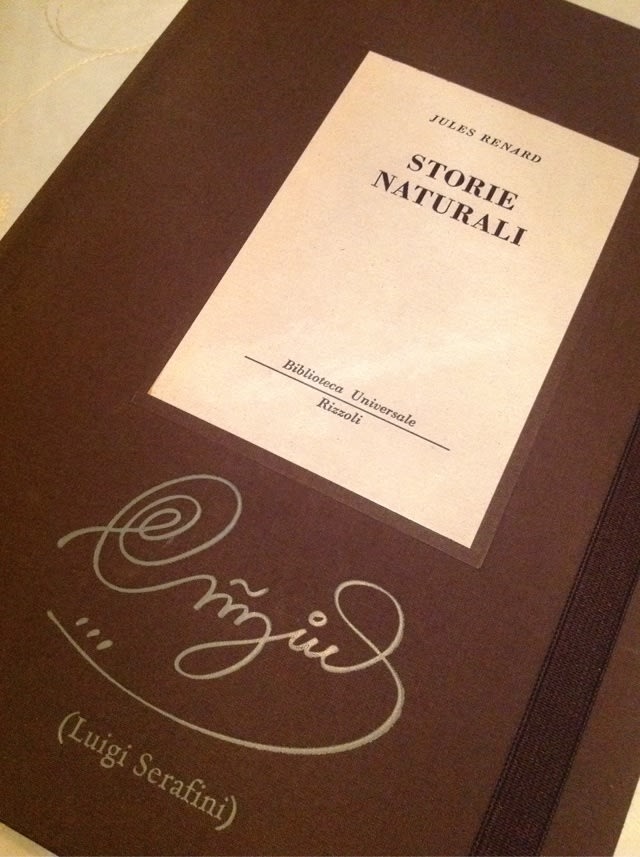 JULES RENARD
STORIE
NATURALI
Biblioteca Universale
Rizzoli
(Luigi Serafini)